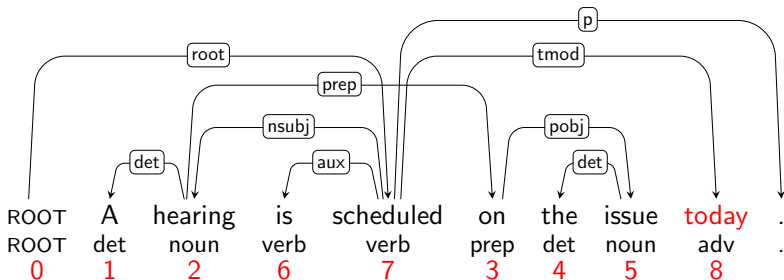 p
root tmod
prep
nsubj pobj
det aux det
ROOT A hearing is scheduled on the issue today .
ROOT det noun verb verb prep det noun adv .
0 1 2 6 7 3 4 5 8